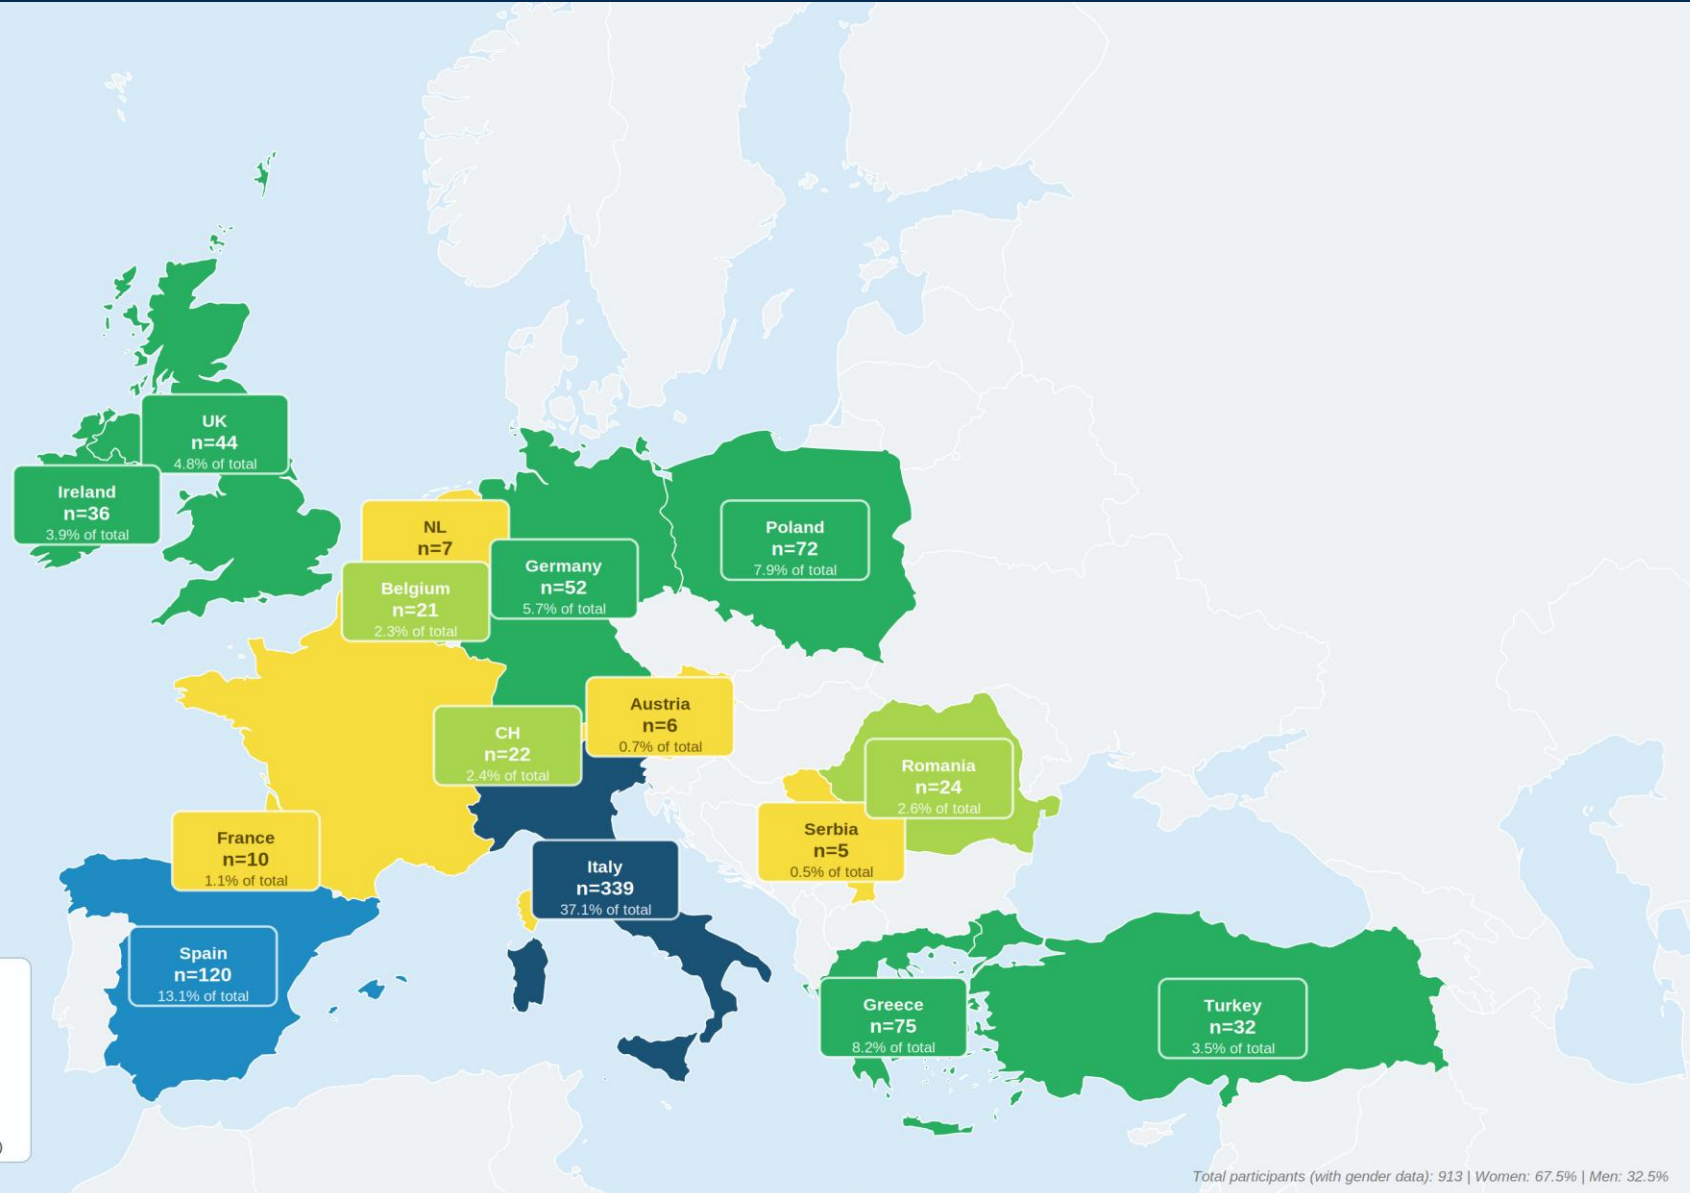 UK
n=44
4.8% of total
Ireland
n=36
3.9% of total
NL
n=7
Belgium
n=21
2.3% of total
Germany
n=52
5.7% of total
Poland
n=72
7.9% of total
Austria
n=6
0.7% of total
CH
n=22
2.4% of total
Romania
n=24
2.6% of total
Serbia
n=5
0.5% of total
France
n=10
1.1% of total
Italy
n=339
37.1% of total
Spain
n=120
13.1% of total
Greece
n=75
8.2% of total
Turkey
n=32
3.5% of total
)
Total participants (with gender data): 913 | Women: 67.5% | Men: 32.5%